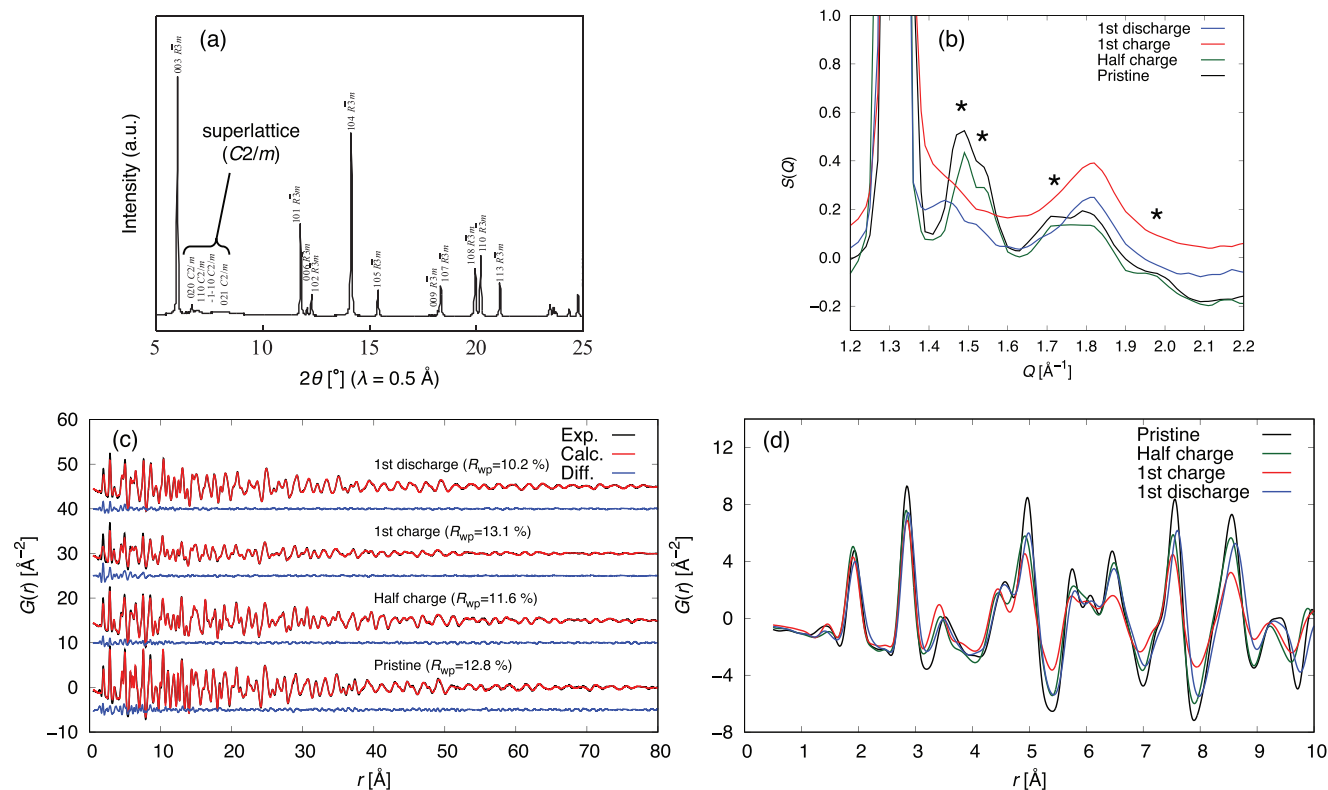 (a)
Intensity (a.u.)
003 R3̅m
superlattice
(C2/m)
020 C2/m
110 C2/m
-1-10 C2/m
021 C2/m
101 R3̅m
006 R3̅m
102 R3̅m
104 R3̅m
105 R3̅m
009 R3̅m
107 R3̅m
108 R3̅m
110 R3̅m
113 R3̅m
5 10 15 20 25
2θ [°] (λ = 0.5 Å)
(b)
1st discharge
1st charge
Half charge
Pristine
* * * *
S(Q)
1.0
0.8
0.6
0.4
0.2
0.0
−0.2
1.2 1.3 1.4 1.5 1.6 1.7 1.8 1.9 2.0 2.1 2.2
Q [Å⁻¹]
(c)
Exp.
Calc.
Diff.
1st discharge (Rwp=10.2 %)
1st charge (Rwp=13.1 %)
Half charge (Rwp=11.6 %)
Pristine (Rwp=12.8 %)
G(r) [Å⁻²]
60
50
40
30
20
10
0
−10
0 10 20 30 40 50 60 70 80
r [Å]
(d)
Pristine
Half charge
1st charge
1st discharge
G(r) [Å⁻²]
12
8
4
0
−4
−8
0 1 2 3 4 5 6 7 8 9 10
r [Å]